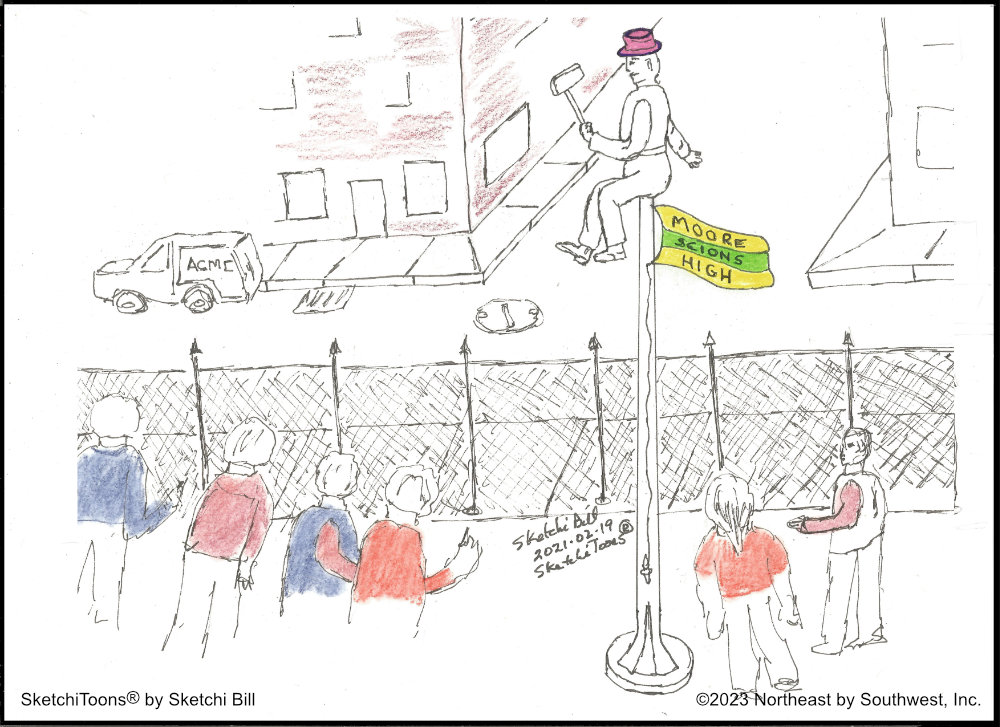 ACME
MOORE
SCIONS
HIGH
Sketchi Bill
2021.02.19 ®
SketchiToons
SketchiToons® by Sketchi Bill
©2023 Northeast by Southwest, Inc.